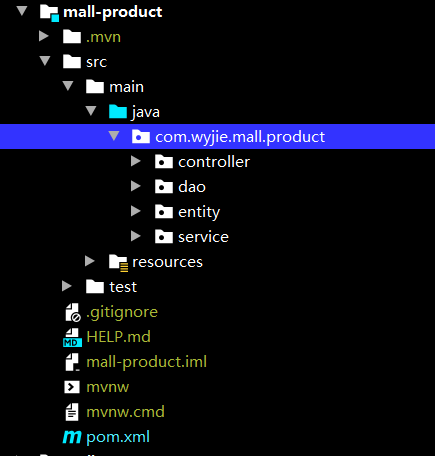 mall-product
.mvn
src
main
java
com.wyjie.mall.product
controller
dao
entity
service
resources
test
.gitignore
HELP.md
mall-product.iml
mvnw
mvnw.cmd
pom.xml